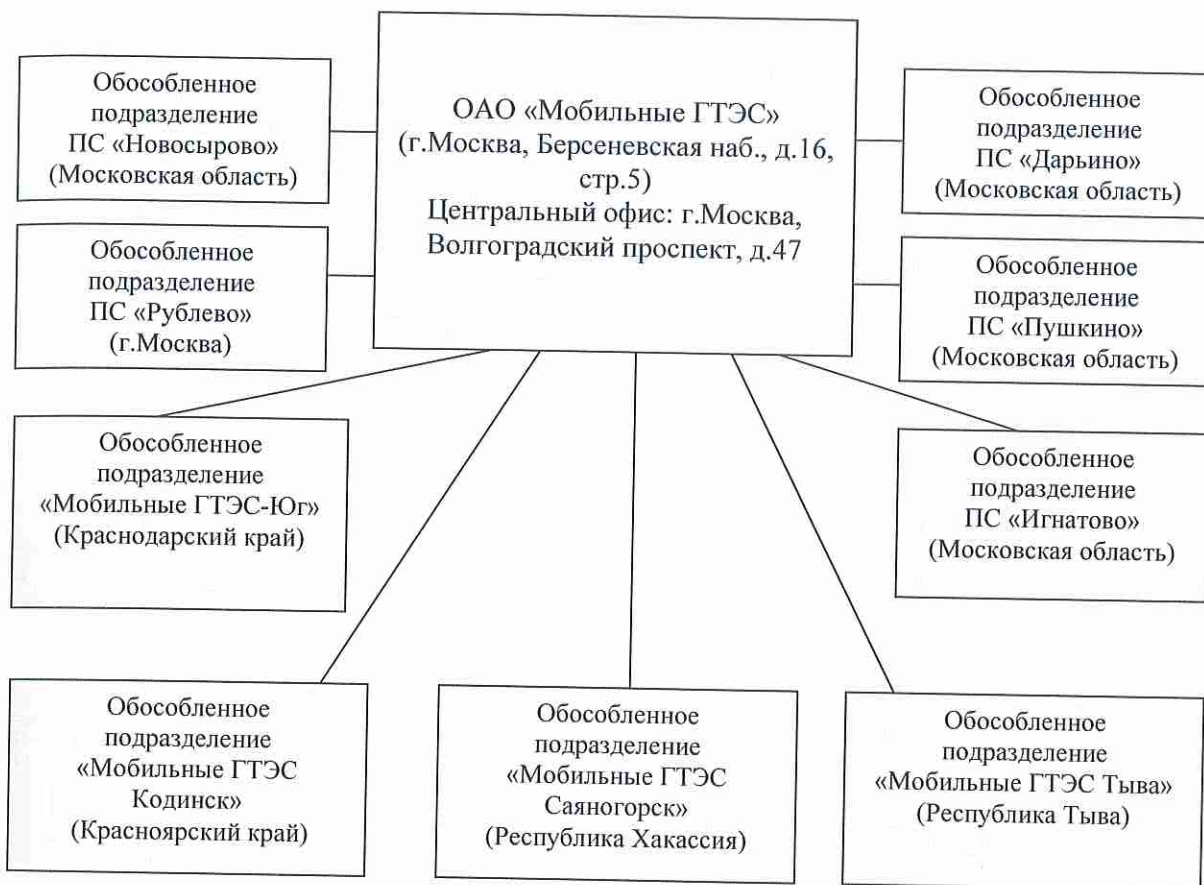 Обособленное
подразделение
ПС «Новосырово»
(Московская область)
ОАО «Мобильные ГТЭС»
(г.Москва, Берсеневская наб., д.16,
стр.5)
Центральный офис: г.Москва,
Волгоградский проспект, д.47
Обособленное
подразделение
ПС «Дарьино»
(Московская область)
Обособленное
подразделение
ПС «Рублево»
(г.Москва)
Обособленное
подразделение
ПС «Пушкино»
(Московская область)
Обособленное
подразделение
«Мобильные ГТЭС-Юг»
(Краснодарский край)
Обособленное
подразделение
ПС «Игнатово»
(Московская область)
Обособленное
подразделение
«Мобильные ГТЭС
Кодинск»
(Красноярский край)
Обособленное
подразделение
«Мобильные ГТЭС
Саяногорск»
(Республика Хакассия)
Обособленное
подразделение
«Мобильные ГТЭС Тыва»
(Республика Тыва)